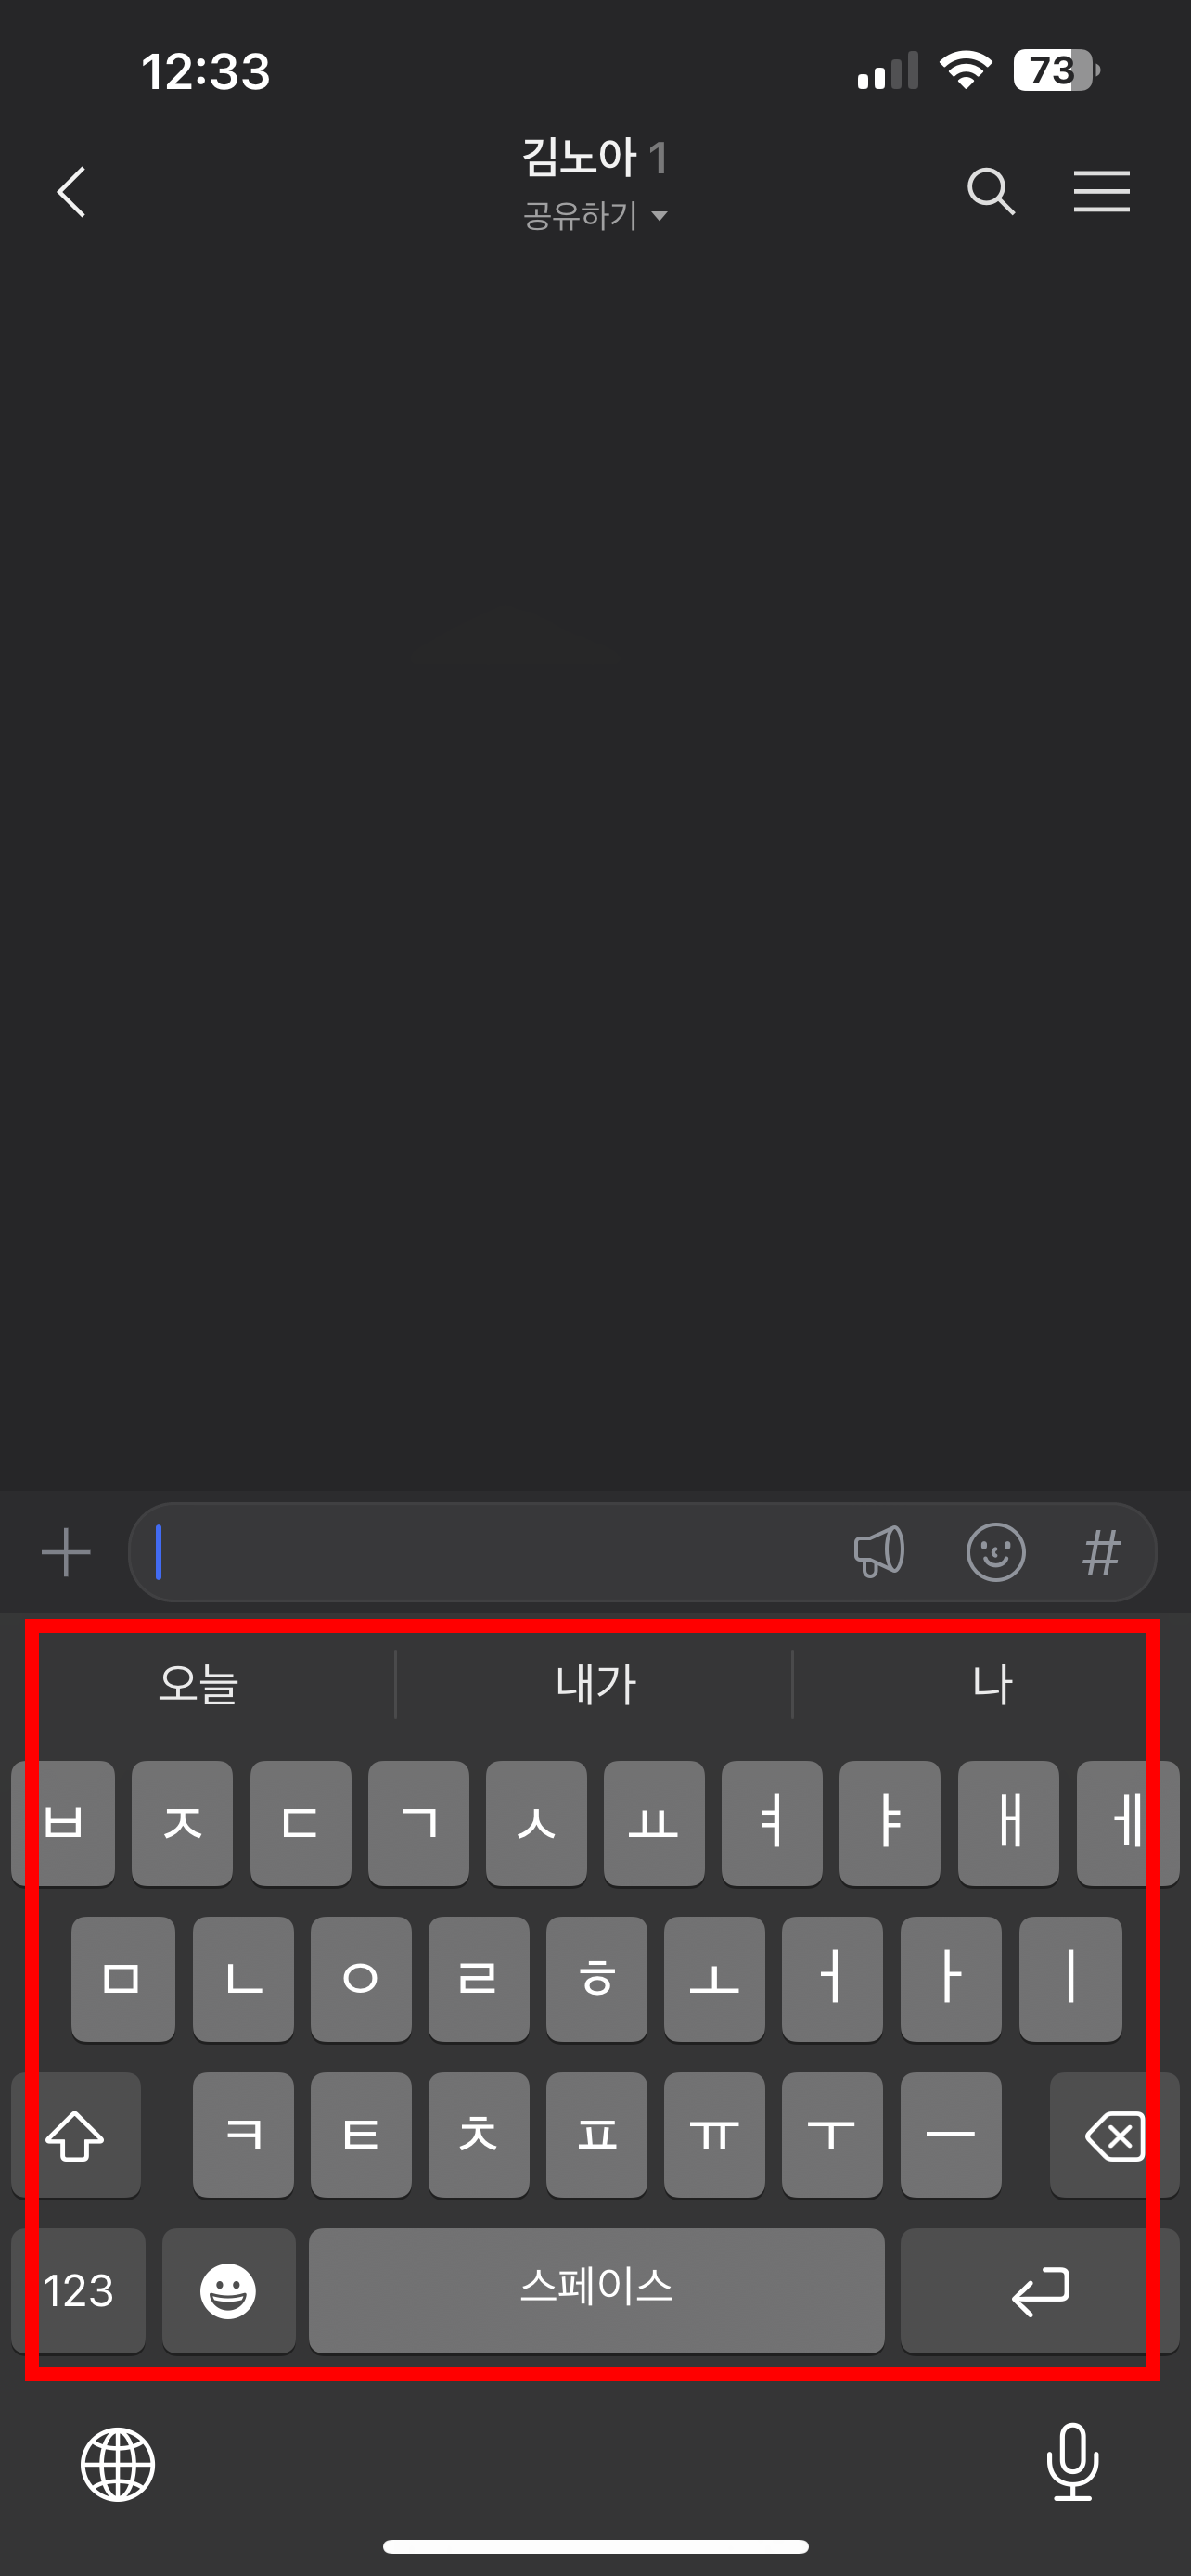 12:33
73
김노아 1
공유하기
#
오늘 내가 나
ㅂ ㅈ ㄷ ㄱ ㅅ ㅛ ㅕ ㅑ ㅐ ㅔ
ㅁ ㄴ ㅇ ㄹ ㅎ ㅗ ㅓ ㅏ ㅣ
ㅋ ㅌ ㅊ ㅍ ㅠ ㅜ ㅡ
123 스페이스